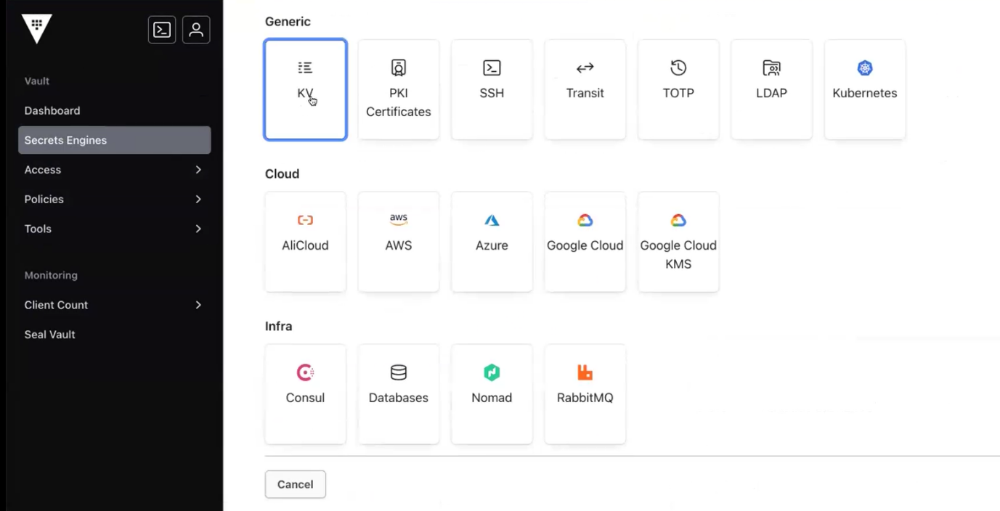 Vault
Dashboard
Secrets Engines
Access
Policies
Tools
Monitoring
Client Count
Seal Vault
Generic
KV
PKI
Certificates
SSH
Transit
TOTP
LDAP
Kubernetes
Cloud
AliCloud
aws
AWS
Azure
Google Cloud
Google Cloud
KMS
Infra
Consul
Databases
Nomad
RabbitMQ
Cancel